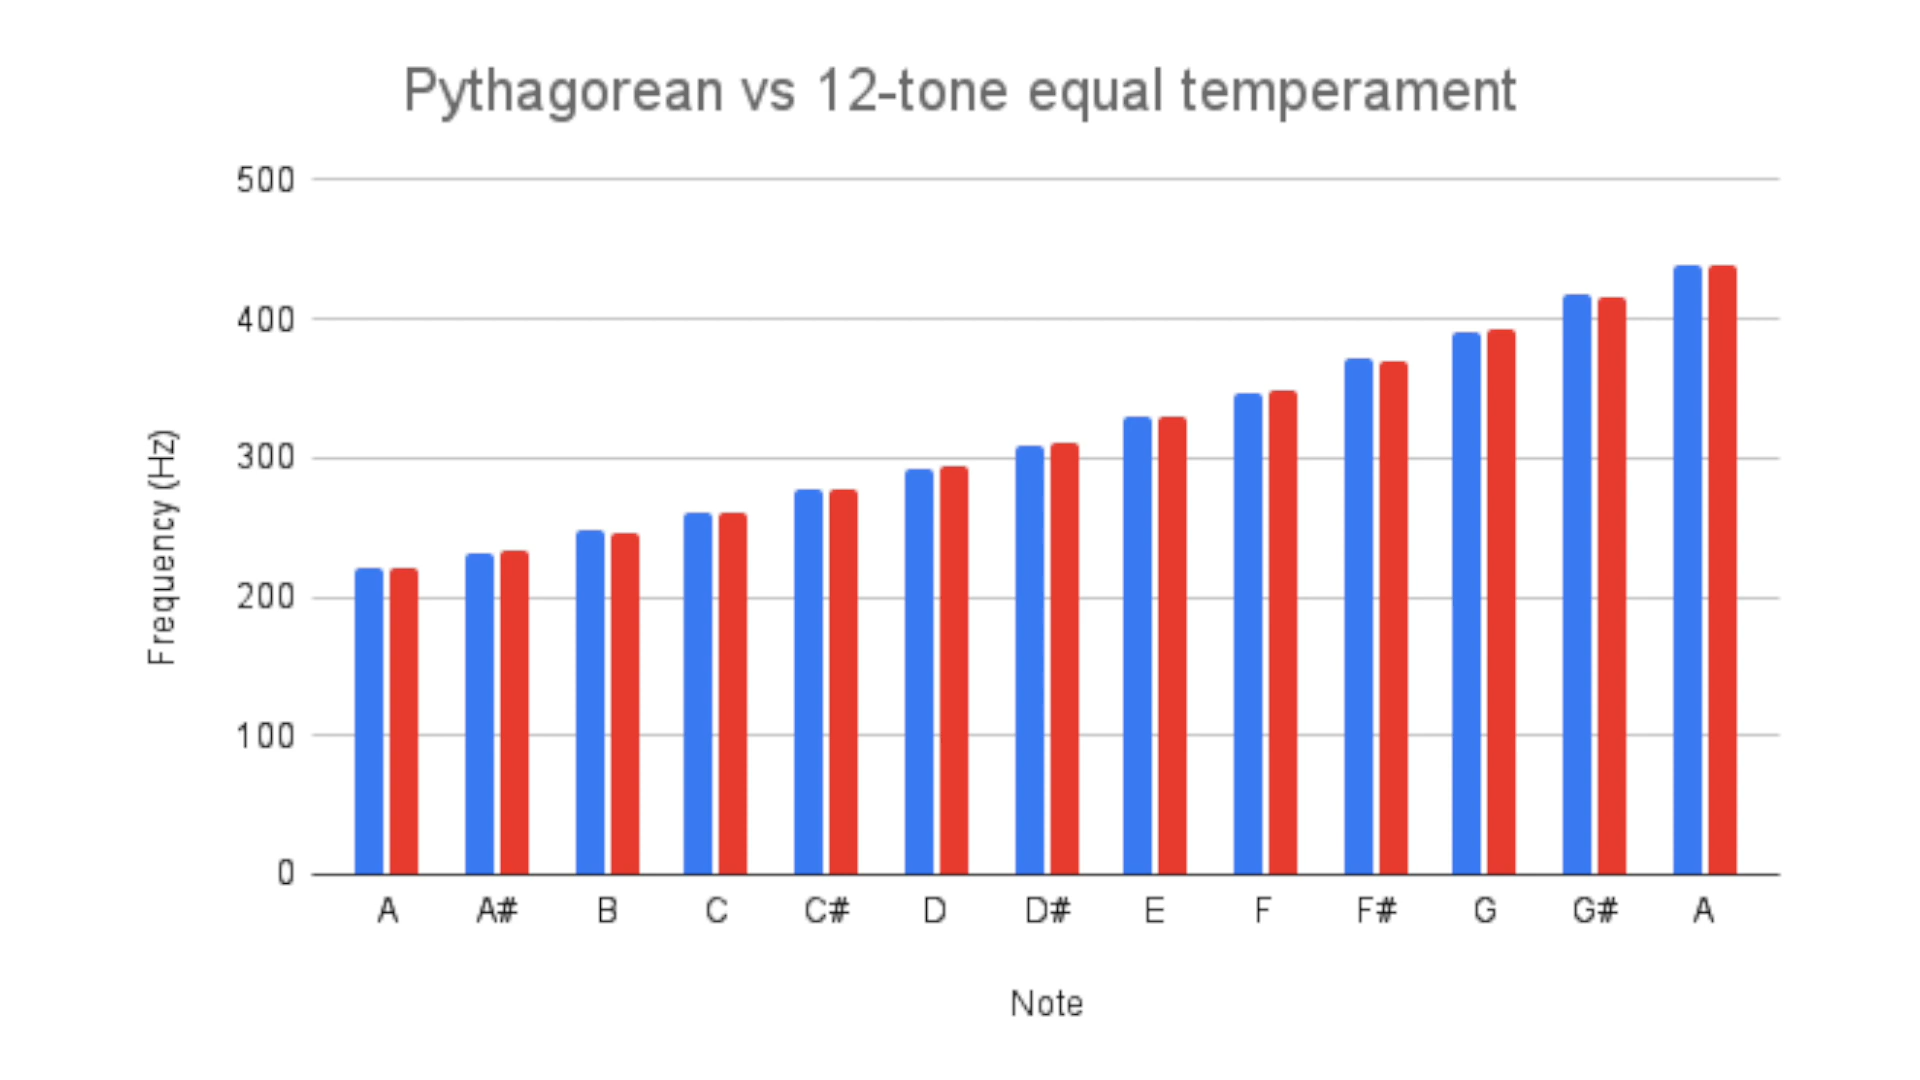 Pythagorean vs 12-tone equal temperament
500
400
300
200
100
0
Frequency (Hz)
A A# B C C# D D# E F F# G G# A
Note